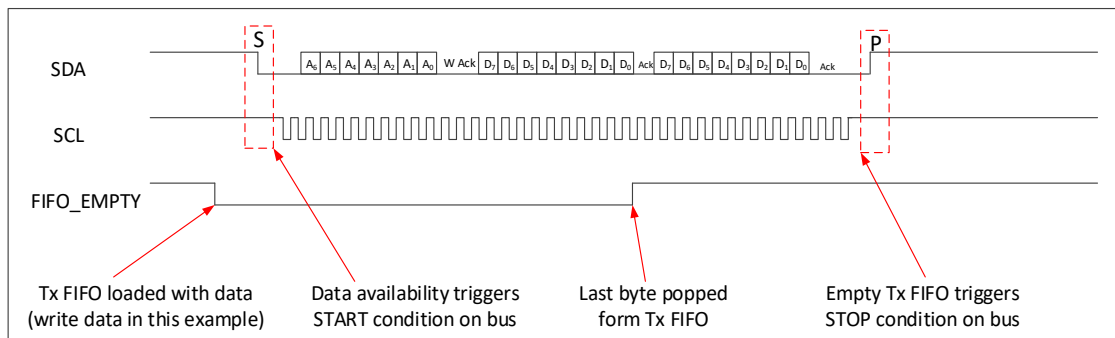 S
P
SDA
A6 A5 A4 A3 A2 A1 A0 W Ack D7 D6 D5 D4 D3 D2 D1 D0 Ack D7 D6 D5 D4 D3 D2 D1 D0 Ack
SCL
FIFO_EMPTY
Tx FIFO loaded with data
(write data in this example)
Data availability triggers
START condition on bus
Last byte popped
form Tx FIFO
Empty Tx FIFO triggers
STOP condition on bus